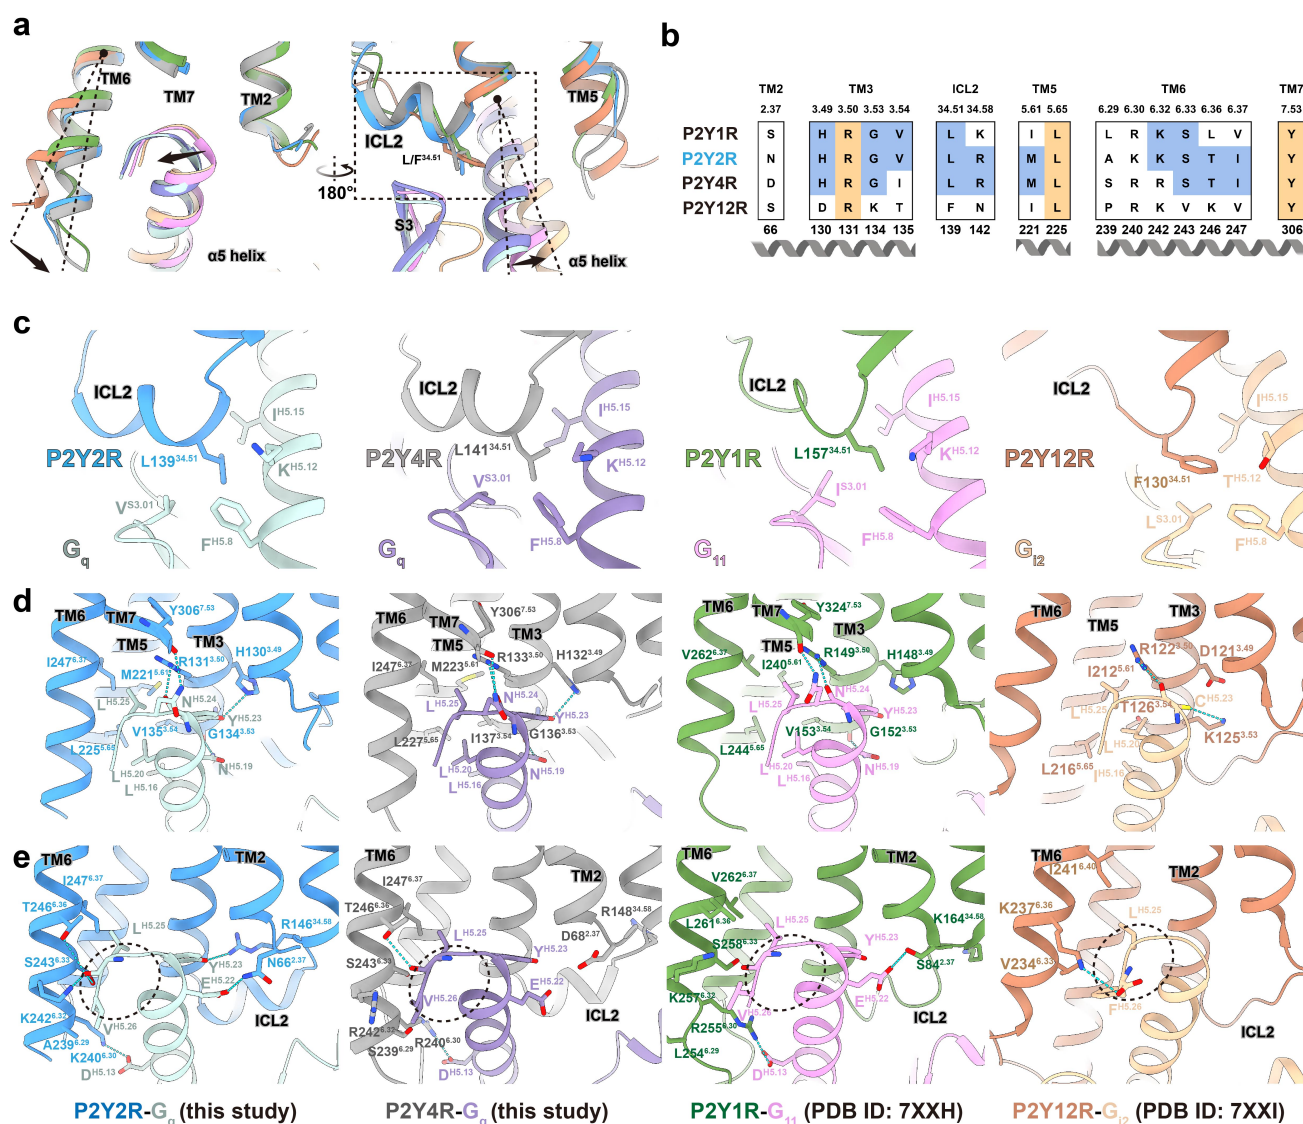 a
TM6
TM7
TM2
180°
ICL2
L/F34.51
S3
TM5
α5 helix
α5 helix
b
TM2 TM3 ICL2 TM5 TM6 TM7
2.37 3.49 3.50 3.53 3.54 34.51 34.58 5.61 5.65 6.29 6.30 6.32 6.33 6.36 6.37 7.53
P2Y1R S H R G V L K I L L R K S L V Y
P2Y2R N H R G V L R M L A K K S T I Y
P2Y4R D H R G I L R M L S R R S T I Y
P2Y12R S D R K T F N I L P R K V K V Y
66 130 131 134 135 139 142 221 225 239 240 242 243 246 247 306
c
ICL2
IH5.15
P2Y2R
L13934.51
KH5.12
VS3.01
FH5.8
Gq
ICL2
IH5.15
P2Y4R
L14134.51
KH5.12
VS3.01
FH5.8
Gq
ICL2
IH5.15
P2Y1R
L15734.51
KH5.12
IS3.01
FH5.8
G11
ICL2
IH5.15
P2Y12R
F13034.51
TH5.12
LS3.01
FH5.8
Gi2
d
TM6
Y3067.53
TM7
TM5
TM3
H1303.49
I2476.37
R1313.50
M2215.61
NH5.24
LH5.25
YH5.23
V1353.54
G1343.53
L2255.65
LH5.20
NH5.19
LH5.16
TM6
Y3067.53
TM7
TM5
TM3
H1323.49
R1333.50
I2476.37
M2235.61
NH5.24
LH5.25
YH5.23
L2275.65
I1373.54
G1363.53
LH5.20
NH5.19
LH5.16
TM6
TM7
Y3247.53
TM5
TM3
R1493.50
H1483.49
V2626.37
I2405.61
NH5.24
LH5.25
YH5.23
L2445.65
V1533.54
G1523.53
LH5.20
NH5.19
LH5.16
TM6
TM3
TM5
R1223.50
D1213.49
I2125.61
CH5.23
LH5.25
T1263.54
LH5.20
K1253.53
L2165.65
IH5.16
e
TM6
TM2
I2476.37
T2466.36
LH5.25
R14634.58
S2436.33
YH5.23
N662.37
EH5.22
K2426.32
VH5.26
ICL2
A2396.29
K2406.30
DH5.13
TM6
I2476.37
TM2
T2466.36
LH5.25
R14834.58
D682.37
YH5.23
S2436.33
VH5.26
EH5.22
R2426.32
ICL2
S2396.29
R2406.30
DH5.13
TM6
TM2
V2626.37
L2616.36
LH5.25
K16434.58
YH5.23
S2586.33
S842.37
EH5.22
K2576.32
VH5.26
ICL2
R2556.30
L2546.29
DH5.13
TM6
I2416.40
TM2
K2376.36
LH5.25
V2346.33
FH5.26
ICL2
P2Y2R-Gq (this study)
P2Y4R-Gq (this study)
P2Y1R-G11 (PDB ID: 7XXH)
P2Y12R-Gi2 (PDB ID: 7XXI)